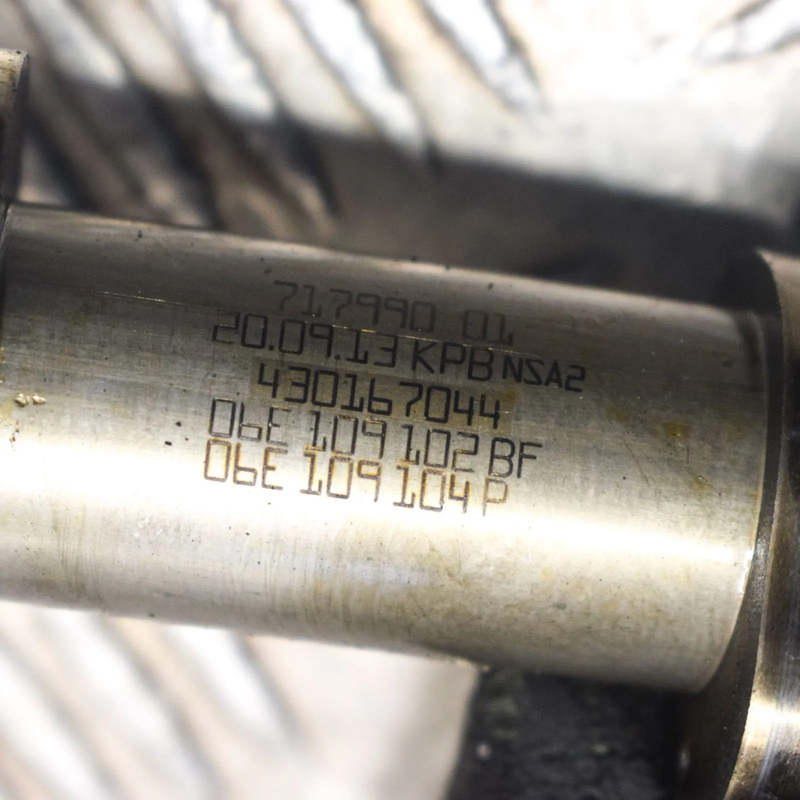 717990 01
20.09.13 KPB NSA2
430167044
06E 109 102 BF
06E 109 104 P